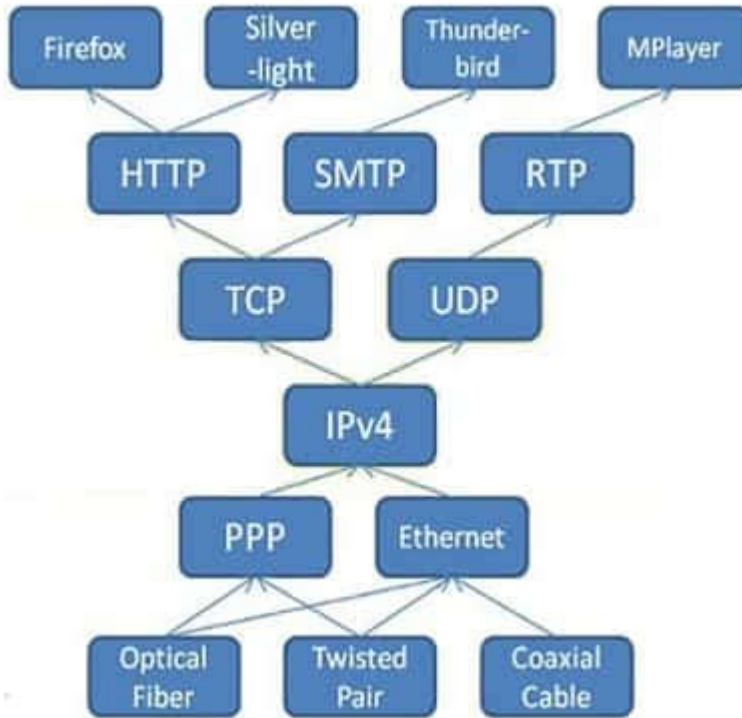 Firefox
Silver
-light
Thunder-
bird
MPlayer
HTTP
SMTP
RTP
TCP
UDP
IPv4
PPP
Ethernet
Optical
Fiber
Twisted
Pair
Coaxial
Cable